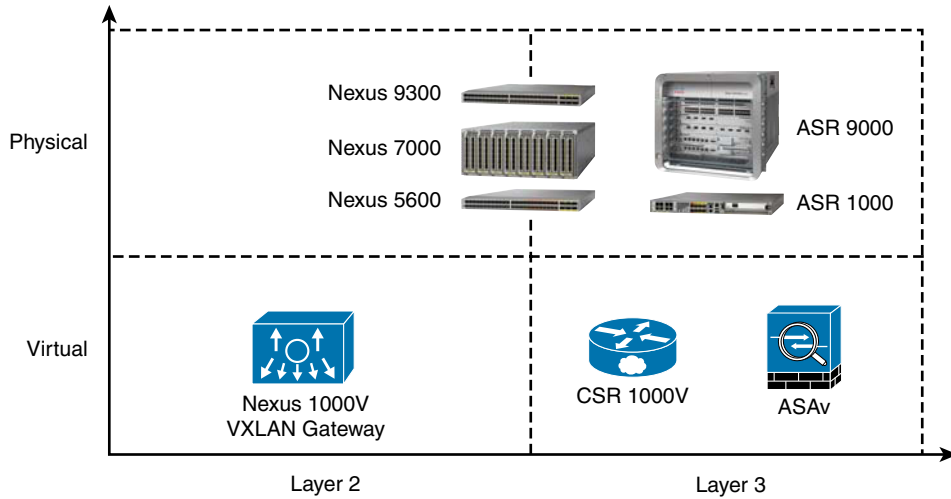 Physical
Nexus 9300
Nexus 7000
Nexus 5600
ASR 9000
ASR 1000
Virtual
Nexus 1000V
VXLAN Gateway
CSR 1000V
ASAv
Layer 2
Layer 3